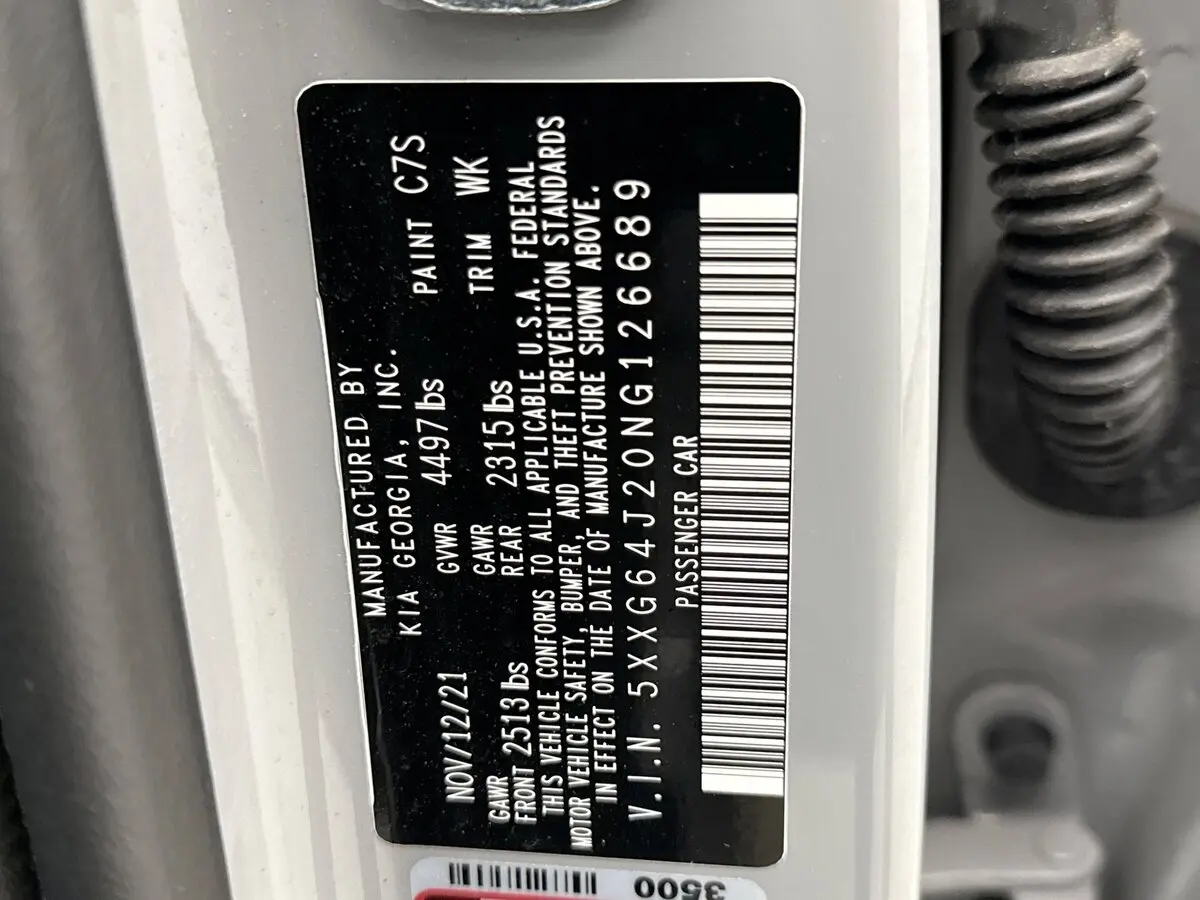 MANUFACTURED BY
KIA GEORGIA, INC.
NOV/12/21 GVWR 4497 lbs PAINT C7S
GAWR FRONT 2513 lbs GAWR REAR 2315 lbs TRIM WK
THIS VEHICLE CONFORMS TO ALL APPLICABLE U.S.A. FEDERAL
MOTOR VEHICLE SAFETY, BUMPER, AND THEFT PREVENTION STANDARDS
IN EFFECT ON THE DATE OF MANUFACTURE SHOWN ABOVE.
V.I.N. 5XXG64J20NG126689
PASSENGER CAR
3500